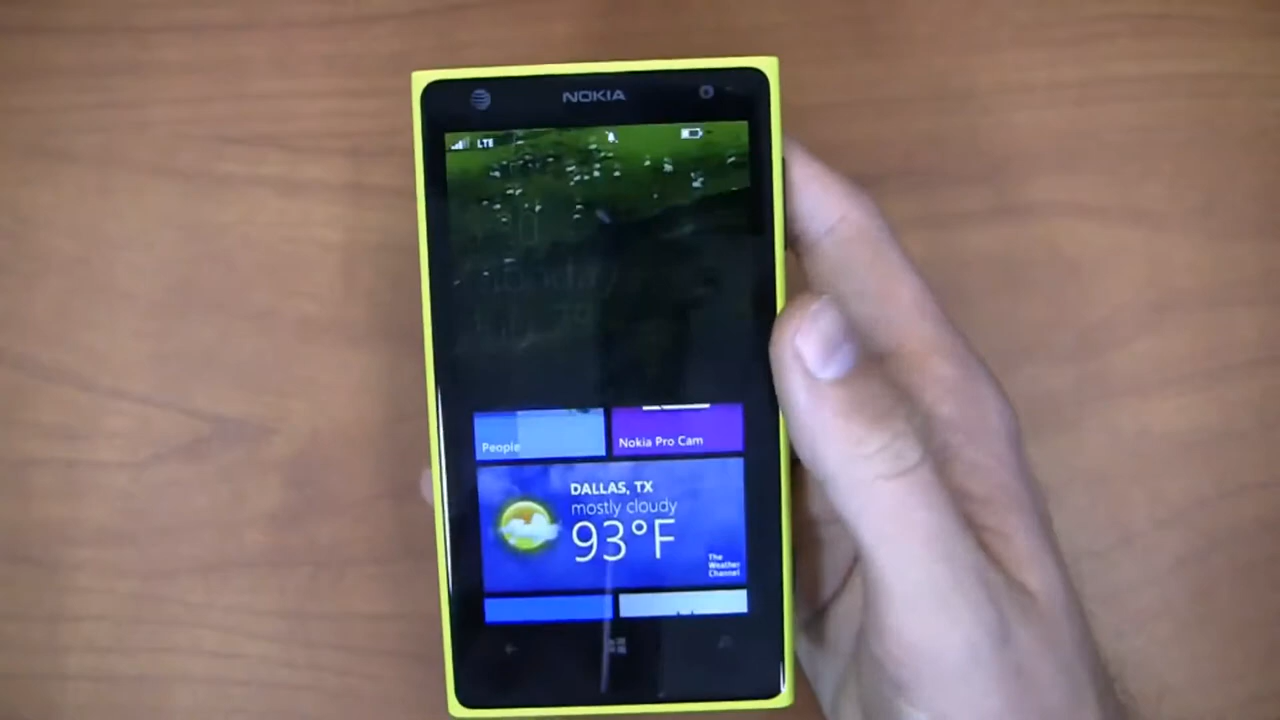 NOKIA
LTE
People
Nokia Pro Cam
DALLAS, TX
mostly cloudy
93°F
The
Weather
Channel